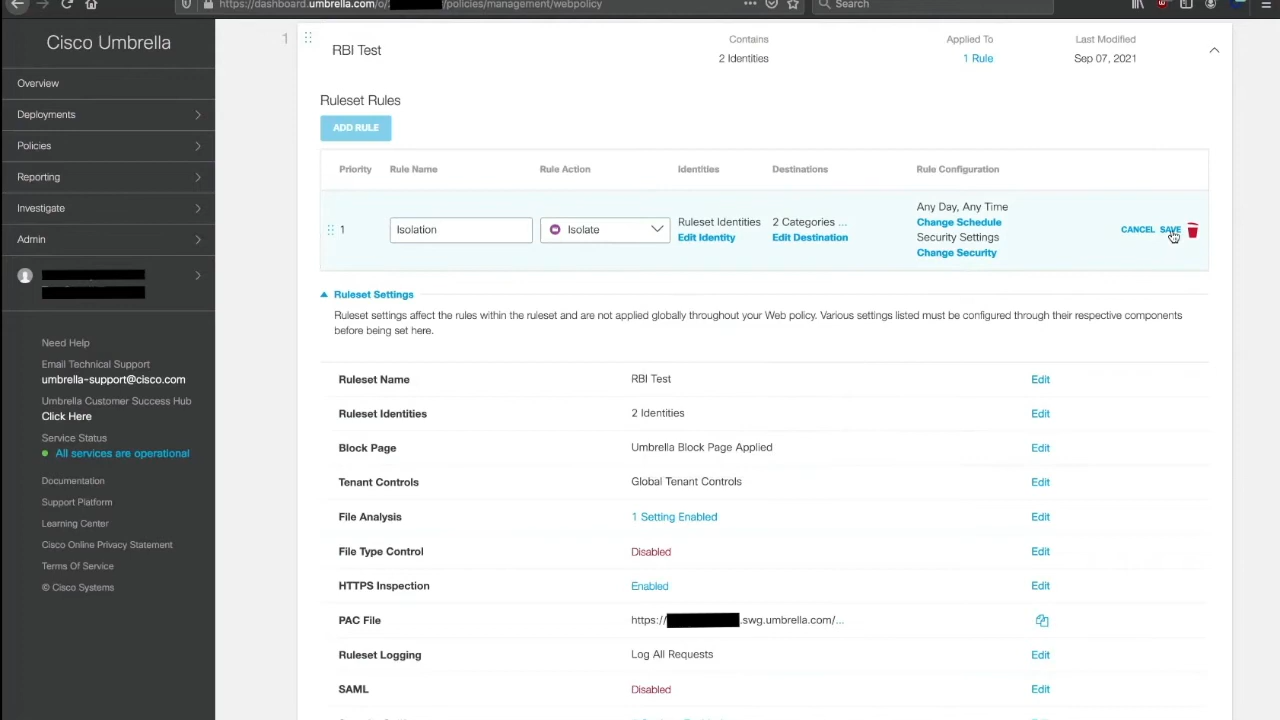 https://dashboard.umbrella.com/o/ /policies/management/webpolicy
Search
Cisco Umbrella
Overview
Deployments
Policies
Reporting
Investigate
Admin
Need Help
Email Technical Support
umbrella-support@cisco.com
Umbrella Customer Success Hub
Click Here
Service Status
All services are operational
Documentation
Support Platform
Learning Center
Cisco Online Privacy Statement
Terms Of Service
© Cisco Systems
1
RBI Test
Contains
2 Identities
Applied To
1 Rule
Last Modified
Sep 07, 2021
Ruleset Rules
ADD RULE
Priority Rule Name Rule Action Identities Destinations Rule Configuration
1 Isolation Isolate
Ruleset Identities
Edit Identity
2 Categories ...
Edit Destination
Any Day, Any Time
Change Schedule
Security Settings
Change Security
CANCEL SAVE
Ruleset Settings
Ruleset settings affect the rules within the ruleset and are not applied globally throughout your Web policy. Various settings listed must be configured through their respective components
before being set here.
Ruleset Name RBI Test Edit
Ruleset Identities 2 Identities Edit
Block Page Umbrella Block Page Applied Edit
Tenant Controls Global Tenant Controls Edit
File Analysis 1 Setting Enabled Edit
File Type Control Disabled Edit
HTTPS Inspection Enabled Edit
PAC File https:// .swg.umbrella.com/...
Ruleset Logging Log All Requests Edit
SAML Disabled Edit